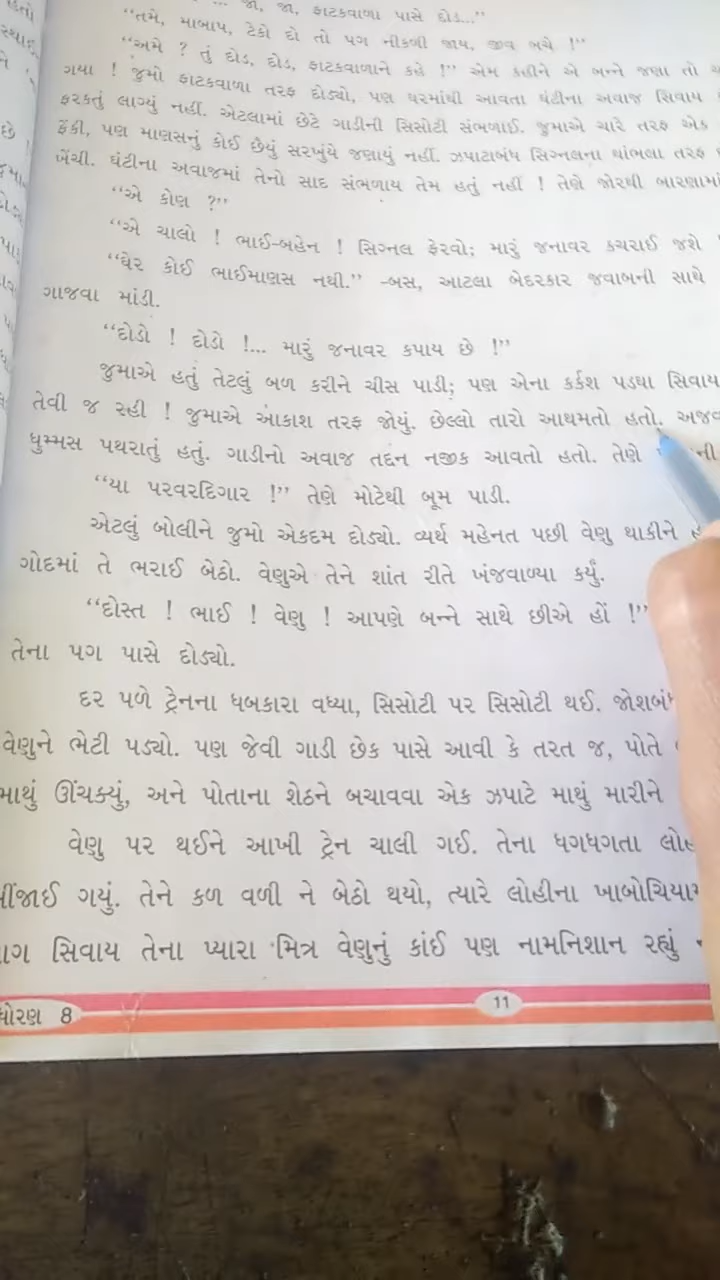 જા, જા, ફાટકવાળા પાસે દોડ..."
"તમે, માબાપ, ટેકો દો તો પગ નીકળી જાય, જીવ બચે !"
"અમે ? તું દોડ, દોડ, ફાટકવાળાને કહે !" એમ કહીને એ બન્ને જણા તો
ગયા ! જુમો ફાટકવાળા તરફ દોડ્યો, પણ ઘરમાંથી આવતા ઘંટીના અવાજ સિવાય
ફરકતું લાગ્યું નહીં. એટલામાં છેટે ગાડીની સિસોટી સંભળાઈ. જુમાએ ચારે તરફ એક
ફેંકી, પણ માણસનું કોઈ છૈયું સરખુંયે જણાયું નહીં. ઝપાટાબંધ સિગ્નલના થાંભલા તરફ
ખેંચી. ઘંટીના અવાજમાં તેનો સાદ સંભળાય તેમ હતું નહીં ! તેણે જોરથી બારણામાં
"એ કોણ ?"
"એ ચાલો ! ભાઈ-બહેન ! સિગ્નલ ફેરવો; મારું જનાવર કચરાઈ જશે
"ઘેર કોઈ ભાઈમાણસ નથી." -બસ, આટલા બેદરકાર જવાબની સાથે
ગાજવા માંડી.
"દોડો ! દોડો !... મારું જનાવર કપાય છે !"
જુમાએ હતું તેટલું બળ કરીને ચીસ પાડી; પણ એના કર્કશ પડઘા સિવાય
તેવી જ રહી ! જુમાએ આકાશ તરફ જોયું. છેલ્લો તારો આથમતો હતો.
ધુમ્મસ પથરાતું હતું. ગાડીનો અવાજ તદ્દન નજીક આવતો હતો. તેણે
"યા પરવરદિગાર !" તેણે મોટેથી બૂમ પાડી.
એટલું બોલીને જુમો એકદમ દોડ્યો. વ્યર્થ મહેનત પછી વેણુ થાકીને
ગોદમાં તે ભરાઈ બેઠો. વેણુએ તેને શાંત રીતે ખંજવાળ્યા કર્યું.
"દોસ્ત ! ભાઈ ! વેણુ ! આપણે બન્ને સાથે છીએ હોં !"
તેના પગ પાસે દોડ્યો.
દર પળે ટ્રેનના ધબકારા વધ્યા, સિસોટી પર સિસોટી થઈ.
વેણુને ભેટી પડ્યો. પણ જેવી ગાડી છેક પાસે આવી કે તરત જ, પોતે
માથું ઊંચક્યું, અને પોતાના શેઠને બચાવવા એક ઝપાટે માથું મારીને
વેણુ પર થઈને આખી ટ્રેન ચાલી ગઈ. તેના ધગધગતા
ગયું. તેને કળ વળી ને બેઠો થયો, ત્યારે લોહીના
સિવાય તેના પ્યારા મિત્ર વેણુનું કાંઈ પણ નામનિશાન રહ્યું
ધોરણ 8
11